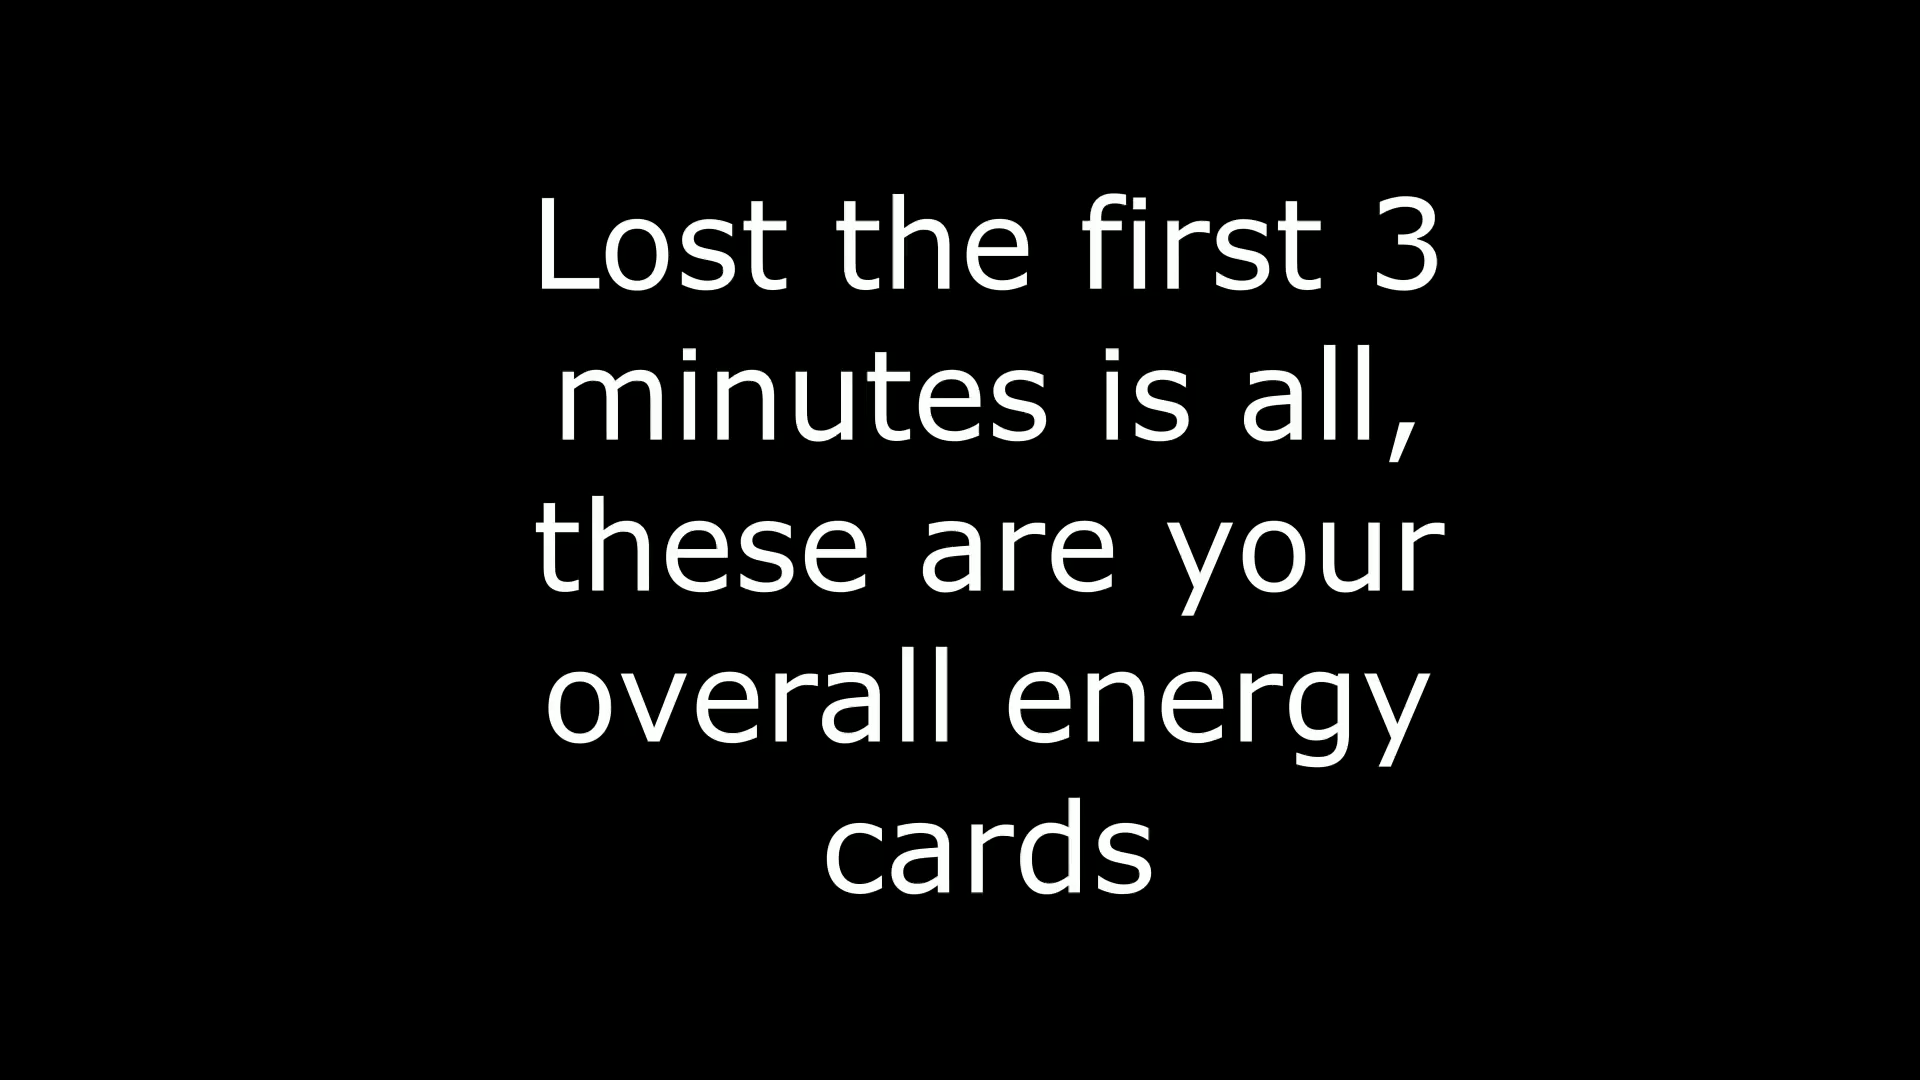 Lost the first 3
minutes is all,
these are your
overall energy
cards